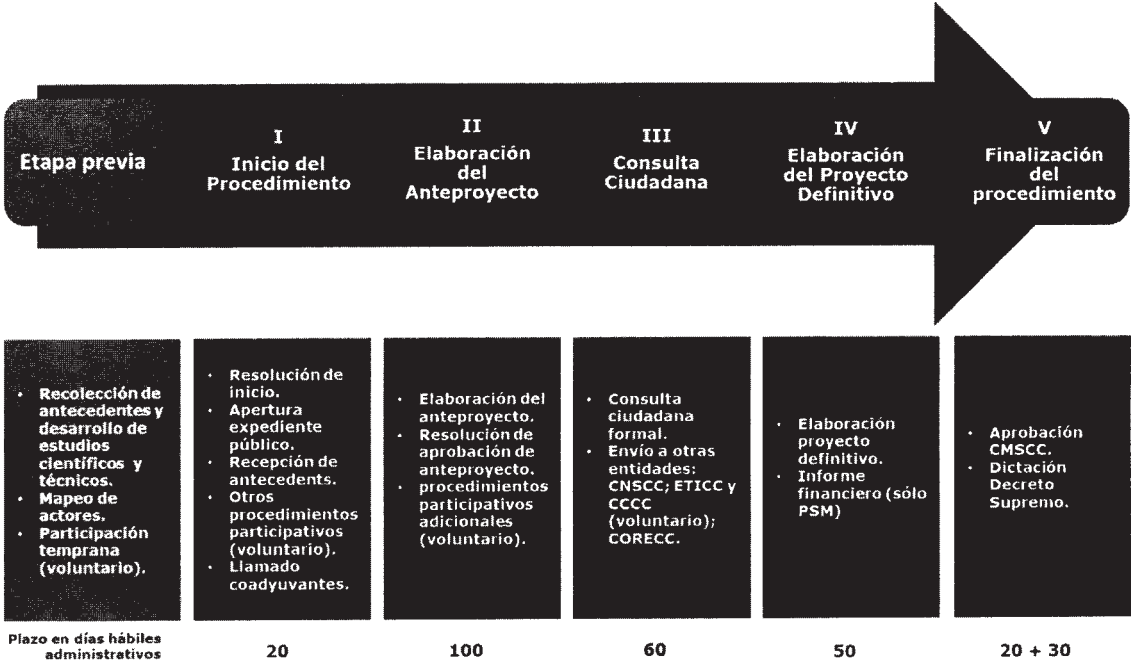 Etapa previa
I
Inicio del
Procedimiento
II
Elaboración
del
Anteproyecto
III
Consulta
Ciudadana
IV
Elaboración
del Proyecto
Definitivo
V
Finalización
del
procedimiento
• Recolección de
antecedentes y
desarrollo de
estudios
científicos y
técnicos.
• Mapeo de
actores.
• Participación
temprana
(voluntario).
• Resolución de
inicio.
• Apertura
expediente
público.
• Recepción de
antecedents.
• Otros
procedimientos
participativos
(voluntario).
• Llamado
coadyuvantes.
• Elaboración del
anteproyecto.
• Resolución de
aprobación de
anteproyecto.
• procedimientos
participativos
adicionales
(voluntario).
• Consulta
ciudadana
formal.
• Envío a otras
entidades:
CNSCC; ETICC y
CCCC
(voluntario);
CORECC.
• Elaboración
proyecto
definitivo.
• Informe
financiero (sólo
PSM)
• Aprobación
CMSCC.
• Dictación
Decreto
Supremo.
Plazo en días hábiles
administrativos
20
100
60
50
20 + 30